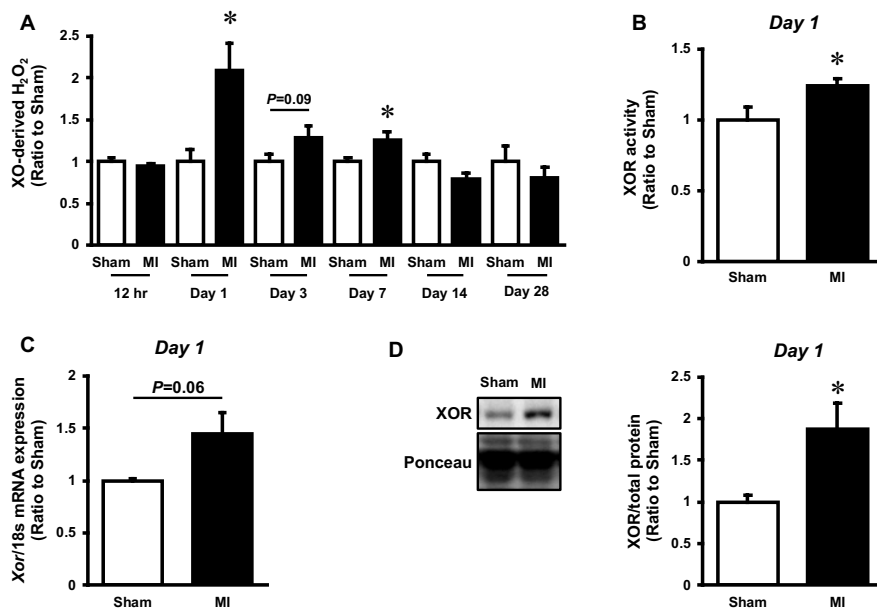 A
XO-derived H₂O₂
(Ratio to Sham)
2.5
2
1.5
1
0.5
0
*
P=0.09
*
Sham MI Sham MI Sham MI Sham MI Sham MI Sham MI
12 hr Day 1 Day 3 Day 7 Day 14 Day 28
B
Day 1
XOR activity
(Ratio to Sham)
1.5
1
0.5
0
*
Sham MI
C
Day 1
Xor/18s mRNA expression
(Ratio to Sham)
2
1.5
1
0.5
0
P=0.06
Sham MI
D
Sham MI
XOR
Ponceau
Day 1
XOR/total protein
(Ratio to Sham)
2.5
2
1.5
1
0.5
0
*
Sham MI